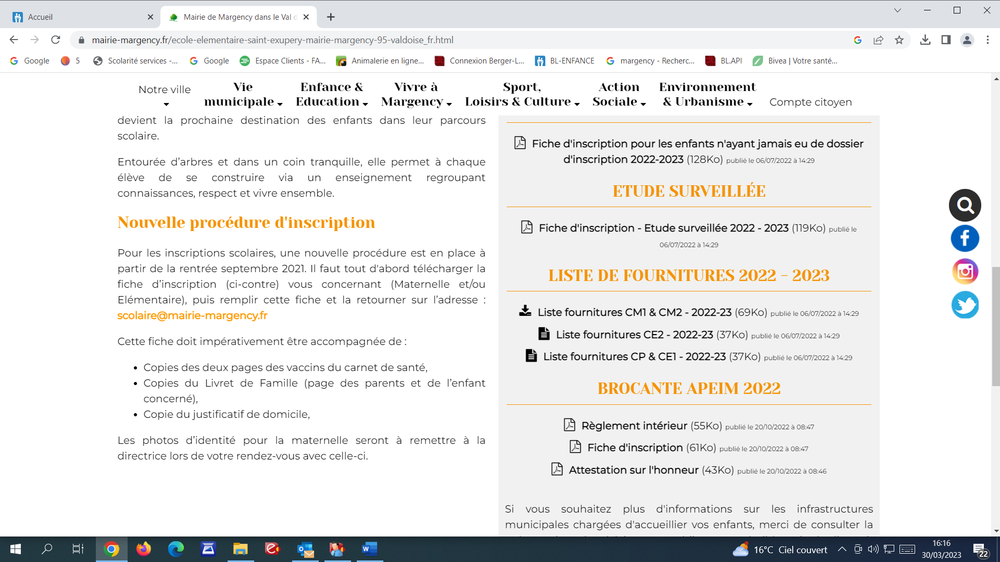 Accueil
Mairie de Margency dans le Val d
mairie-margency.fr/ecole-elementaire-saint-exupery-mairie-margency-95-valdoise_fr.html
Google
5
Scolarité services -...
Google
Espace Clients - FA...
Animalerie en ligne...
Connexion Berger-L...
BL-ENFANCE
margency - Recherc...
BL.API
Bivea | Votre santé...
Notre ville
Vie
municipale
Enfance &
Education
Vivre à
Margency
Sport,
Loisirs & Culture
Action
Sociale
Environnement
& Urbanisme
Compte citoyen
devient la prochaine destination des enfants dans leur parcours
scolaire.
Entourée d’arbres et dans un coin tranquille, elle permet à chaque
élève de se construire via un enseignement regroupant
connaissances, respect et vivre ensemble.
Nouvelle procédure d'inscription
Pour les inscriptions scolaires, une nouvelle procédure est en place à
partir de la rentrée septembre 2021. Il faut tout d'abord télécharger la
fiche d’inscription (ci-contre) vous concernant (Maternelle et/ou
Elémentaire), puis remplir cette fiche et la retourner sur l’adresse :
scolaire@mairie-margency.fr
Cette fiche doit impérativement être accompagnée de :
• Copies des deux pages des vaccins du carnet de santé,
• Copies du Livret de Famille (page des parents et de l’enfant
concerné),
• Copie du justificatif de domicile,
Les photos d’identité pour la maternelle seront à remettre à la
directrice lors de votre rendez-vous avec celle-ci.
Fiche d'inscription pour les enfants n'ayant jamais eu de dossier
d'inscription 2022-2023 (128Ko) publié le 06/07/2022 à 14:29
ETUDE SURVEILLÉE
Fiche d'inscription - Etude surveillée 2022 - 2023 (119Ko) publié le
06/07/2022 à 14:29
LISTE DE FOURNITURES 2022 - 2023
Liste fournitures CM1 & CM2 - 2022-23 (69Ko) publié le 06/07/2022 à 14:29
Liste fournitures CE2 - 2022-23 (37Ko) publié le 06/07/2022 à 14:29
Liste fournitures CP & CE1 - 2022-23 (37Ko) publié le 06/07/2022 à 14:29
BROCANTE APEIM 2022
Règlement intérieur (55Ko) publié le 20/10/2022 à 08:47
Fiche d'inscription (61Ko) publié le 20/10/2022 à 08:47
Attestation sur l'honneur (43Ko) publié le 20/10/2022 à 08:46
Si vous souhaitez plus d'informations sur les infrastructures
municipales chargées d'accueillier vos enfants, merci de consulter la
16°C Ciel couvert
16:16
30/03/2023
22